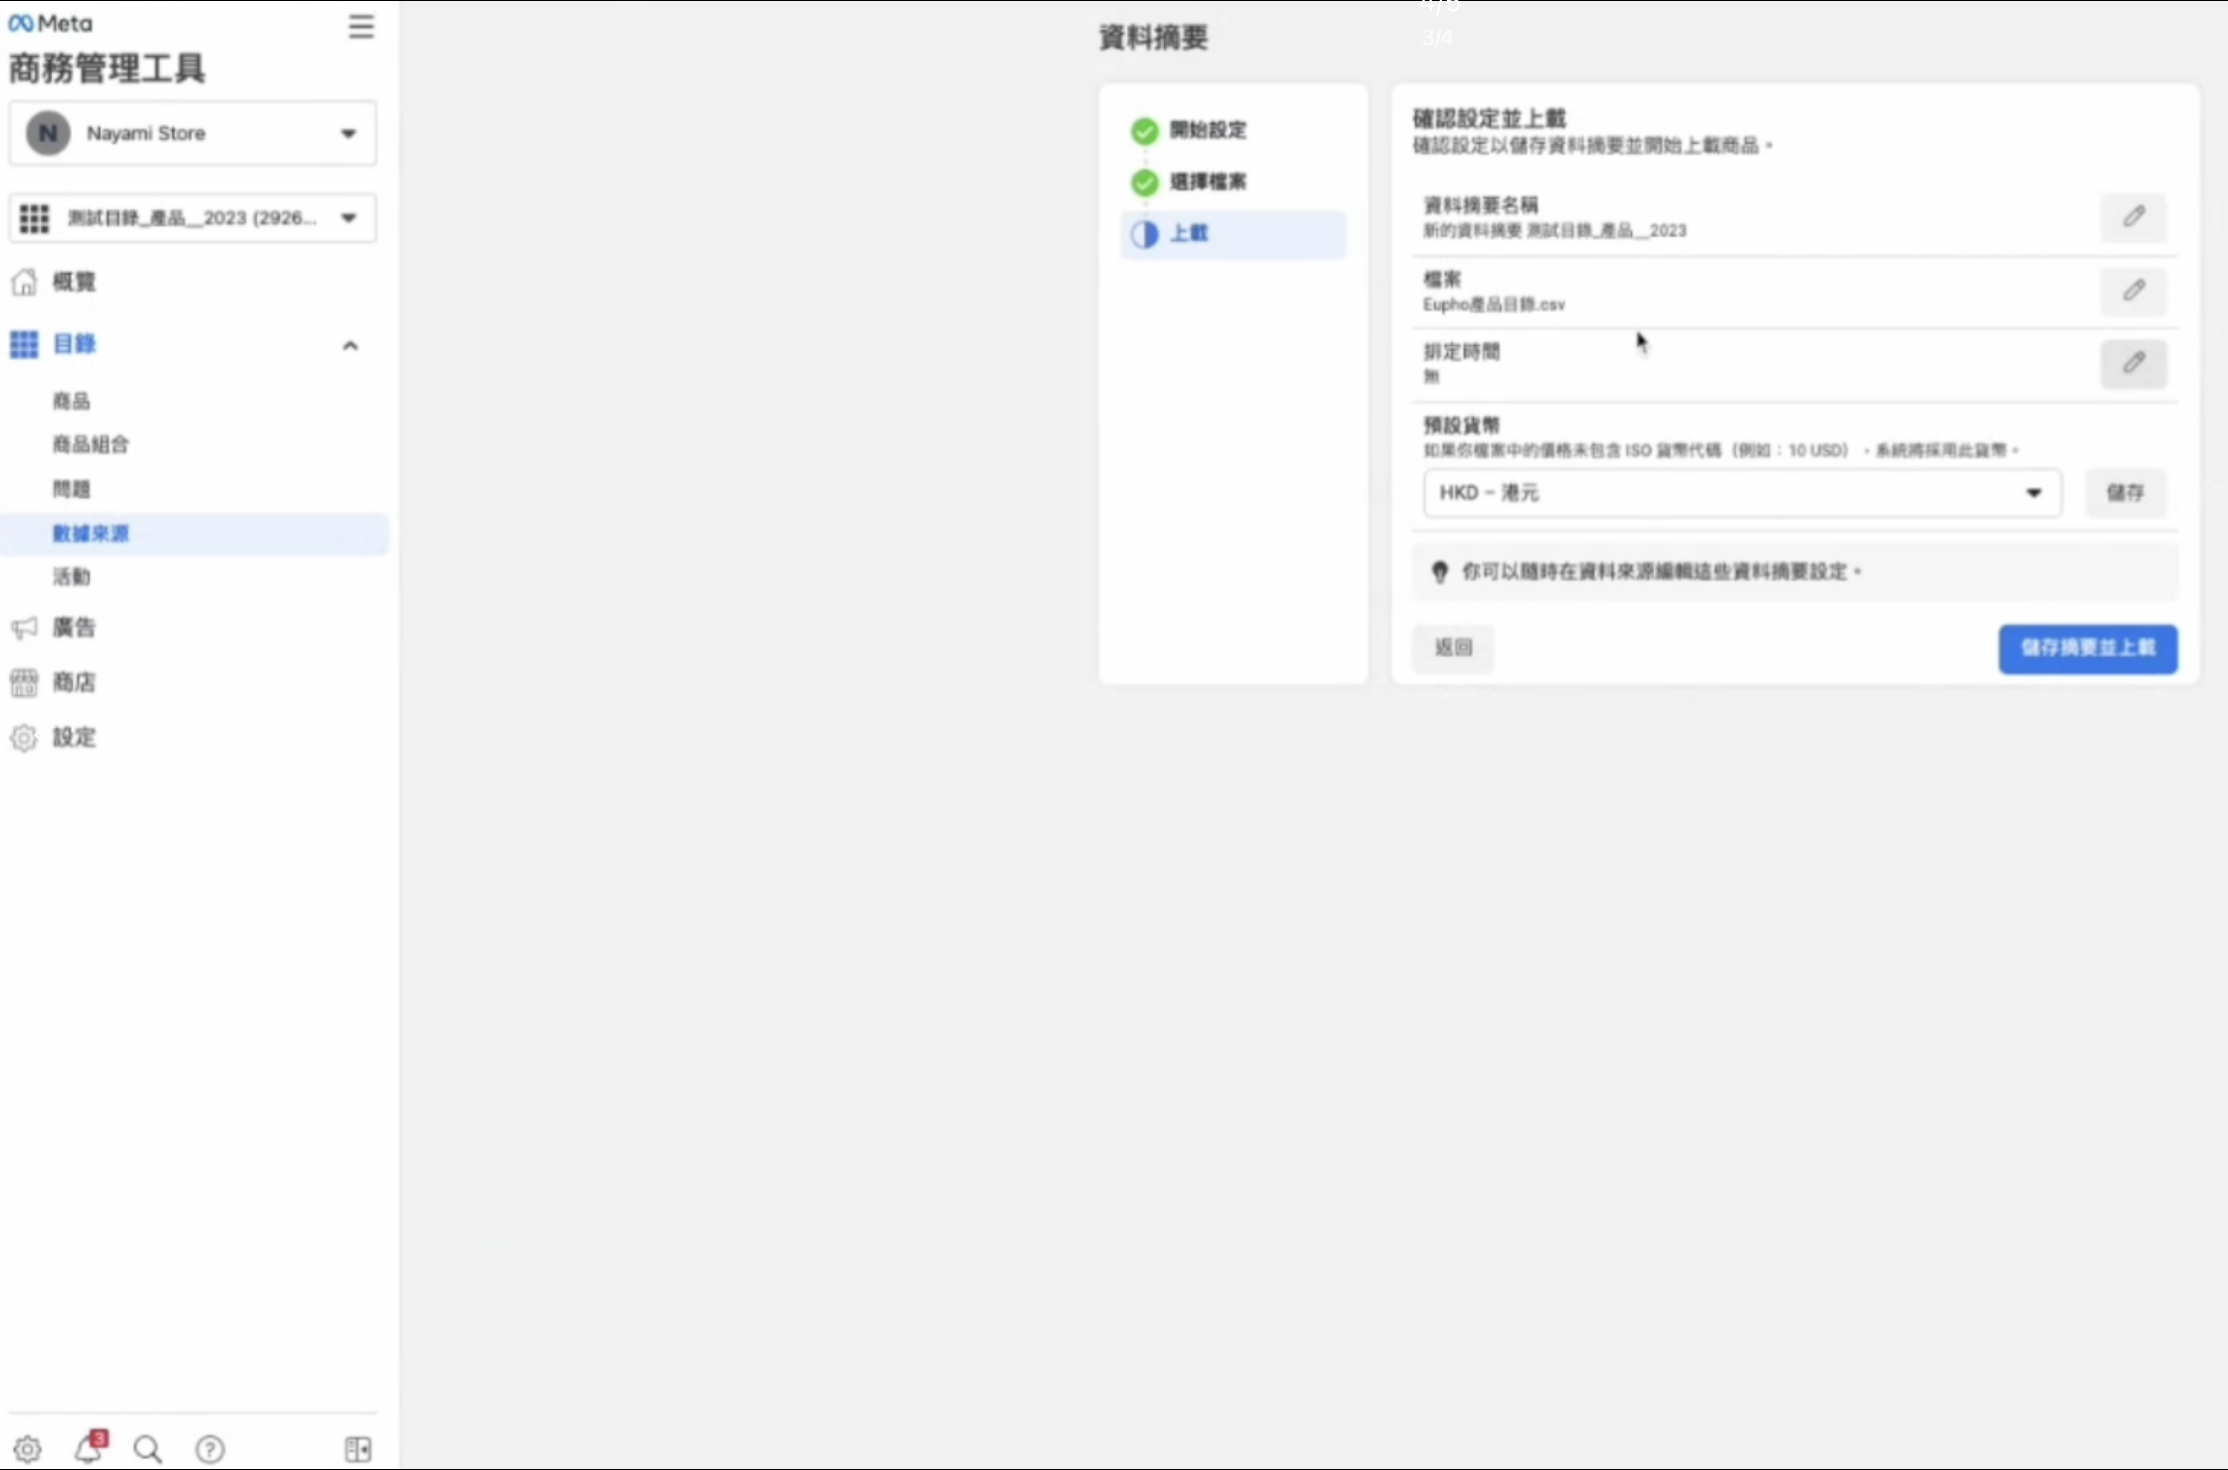 Meta
商務管理工具
N
Nayami Store
測試目錄_產品__2023 (2926...
概覽
目錄
商品
商品組合
問題
數據來源
活動
廣告
商店
設定
3
資料摘要
3/4
開始設定
選擇檔案
上載
確認設定並上載
確認設定以儲存資料摘要並開始上載商品。
資料摘要名稱
新的資料摘要 測試目錄_產品__2023
檔案
Eupho產品目錄.csv
排定時間
無
預設貨幣
如果你檔案中的價格未包含 ISO 貨幣代碼（例如：10 USD），系統將採用此貨幣。
HKD – 港元
儲存
你可以隨時在資料來源編輯這些資料摘要設定。
返回
儲存摘要並上載